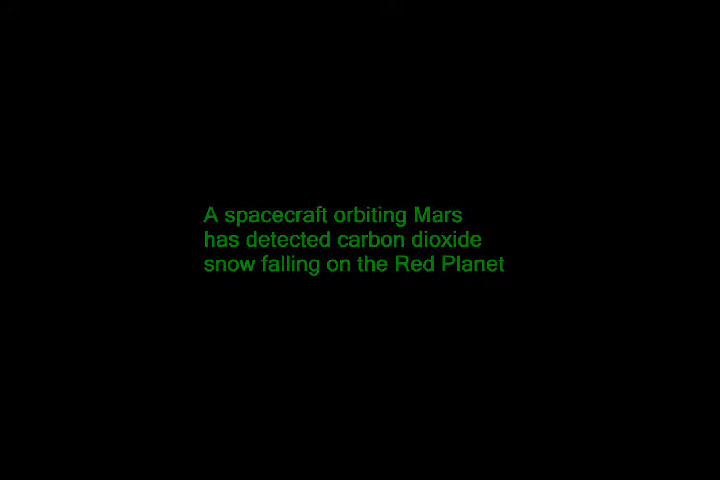 A spacecraft orbiting Mars
has detected carbon dioxide
snow falling on the Red Planet